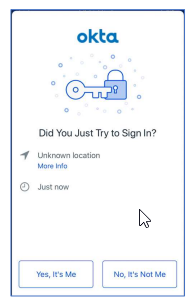 okta
Did You Just Try to Sign In?
Unknown location
More Info
Just now
Yes, It's Me
No, It's Not Me